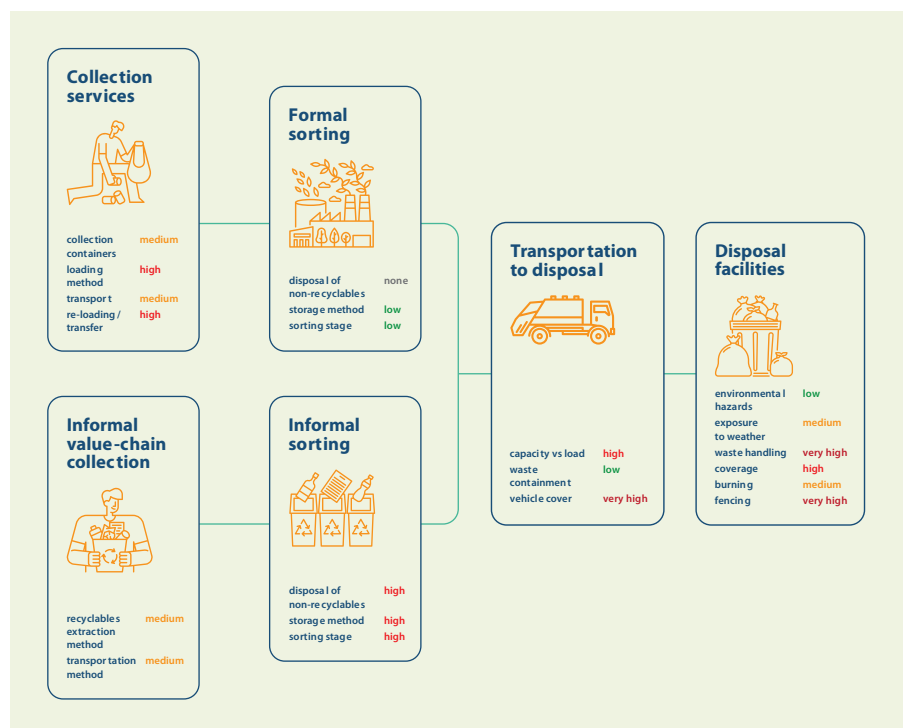 Collection
services
collection medium
containers
loading high
method
transport medium
re-loading / high
transfer
Formal
sorting
disposal of none
non-recyclables
storage method low
sorting stage low
Informal
value-chain
collection
recyclables medium
extraction
method
transportation medium
method
Informal
sorting
disposal of high
non-recyclables
storage method high
sorting stage high
Transportation
to disposal
capacity vs load high
waste low
containment
vehicle cover very high
Disposal
facilities
environmental low
hazards
exposure medium
to weather
waste handling very high
coverage high
burning medium
fencing very high